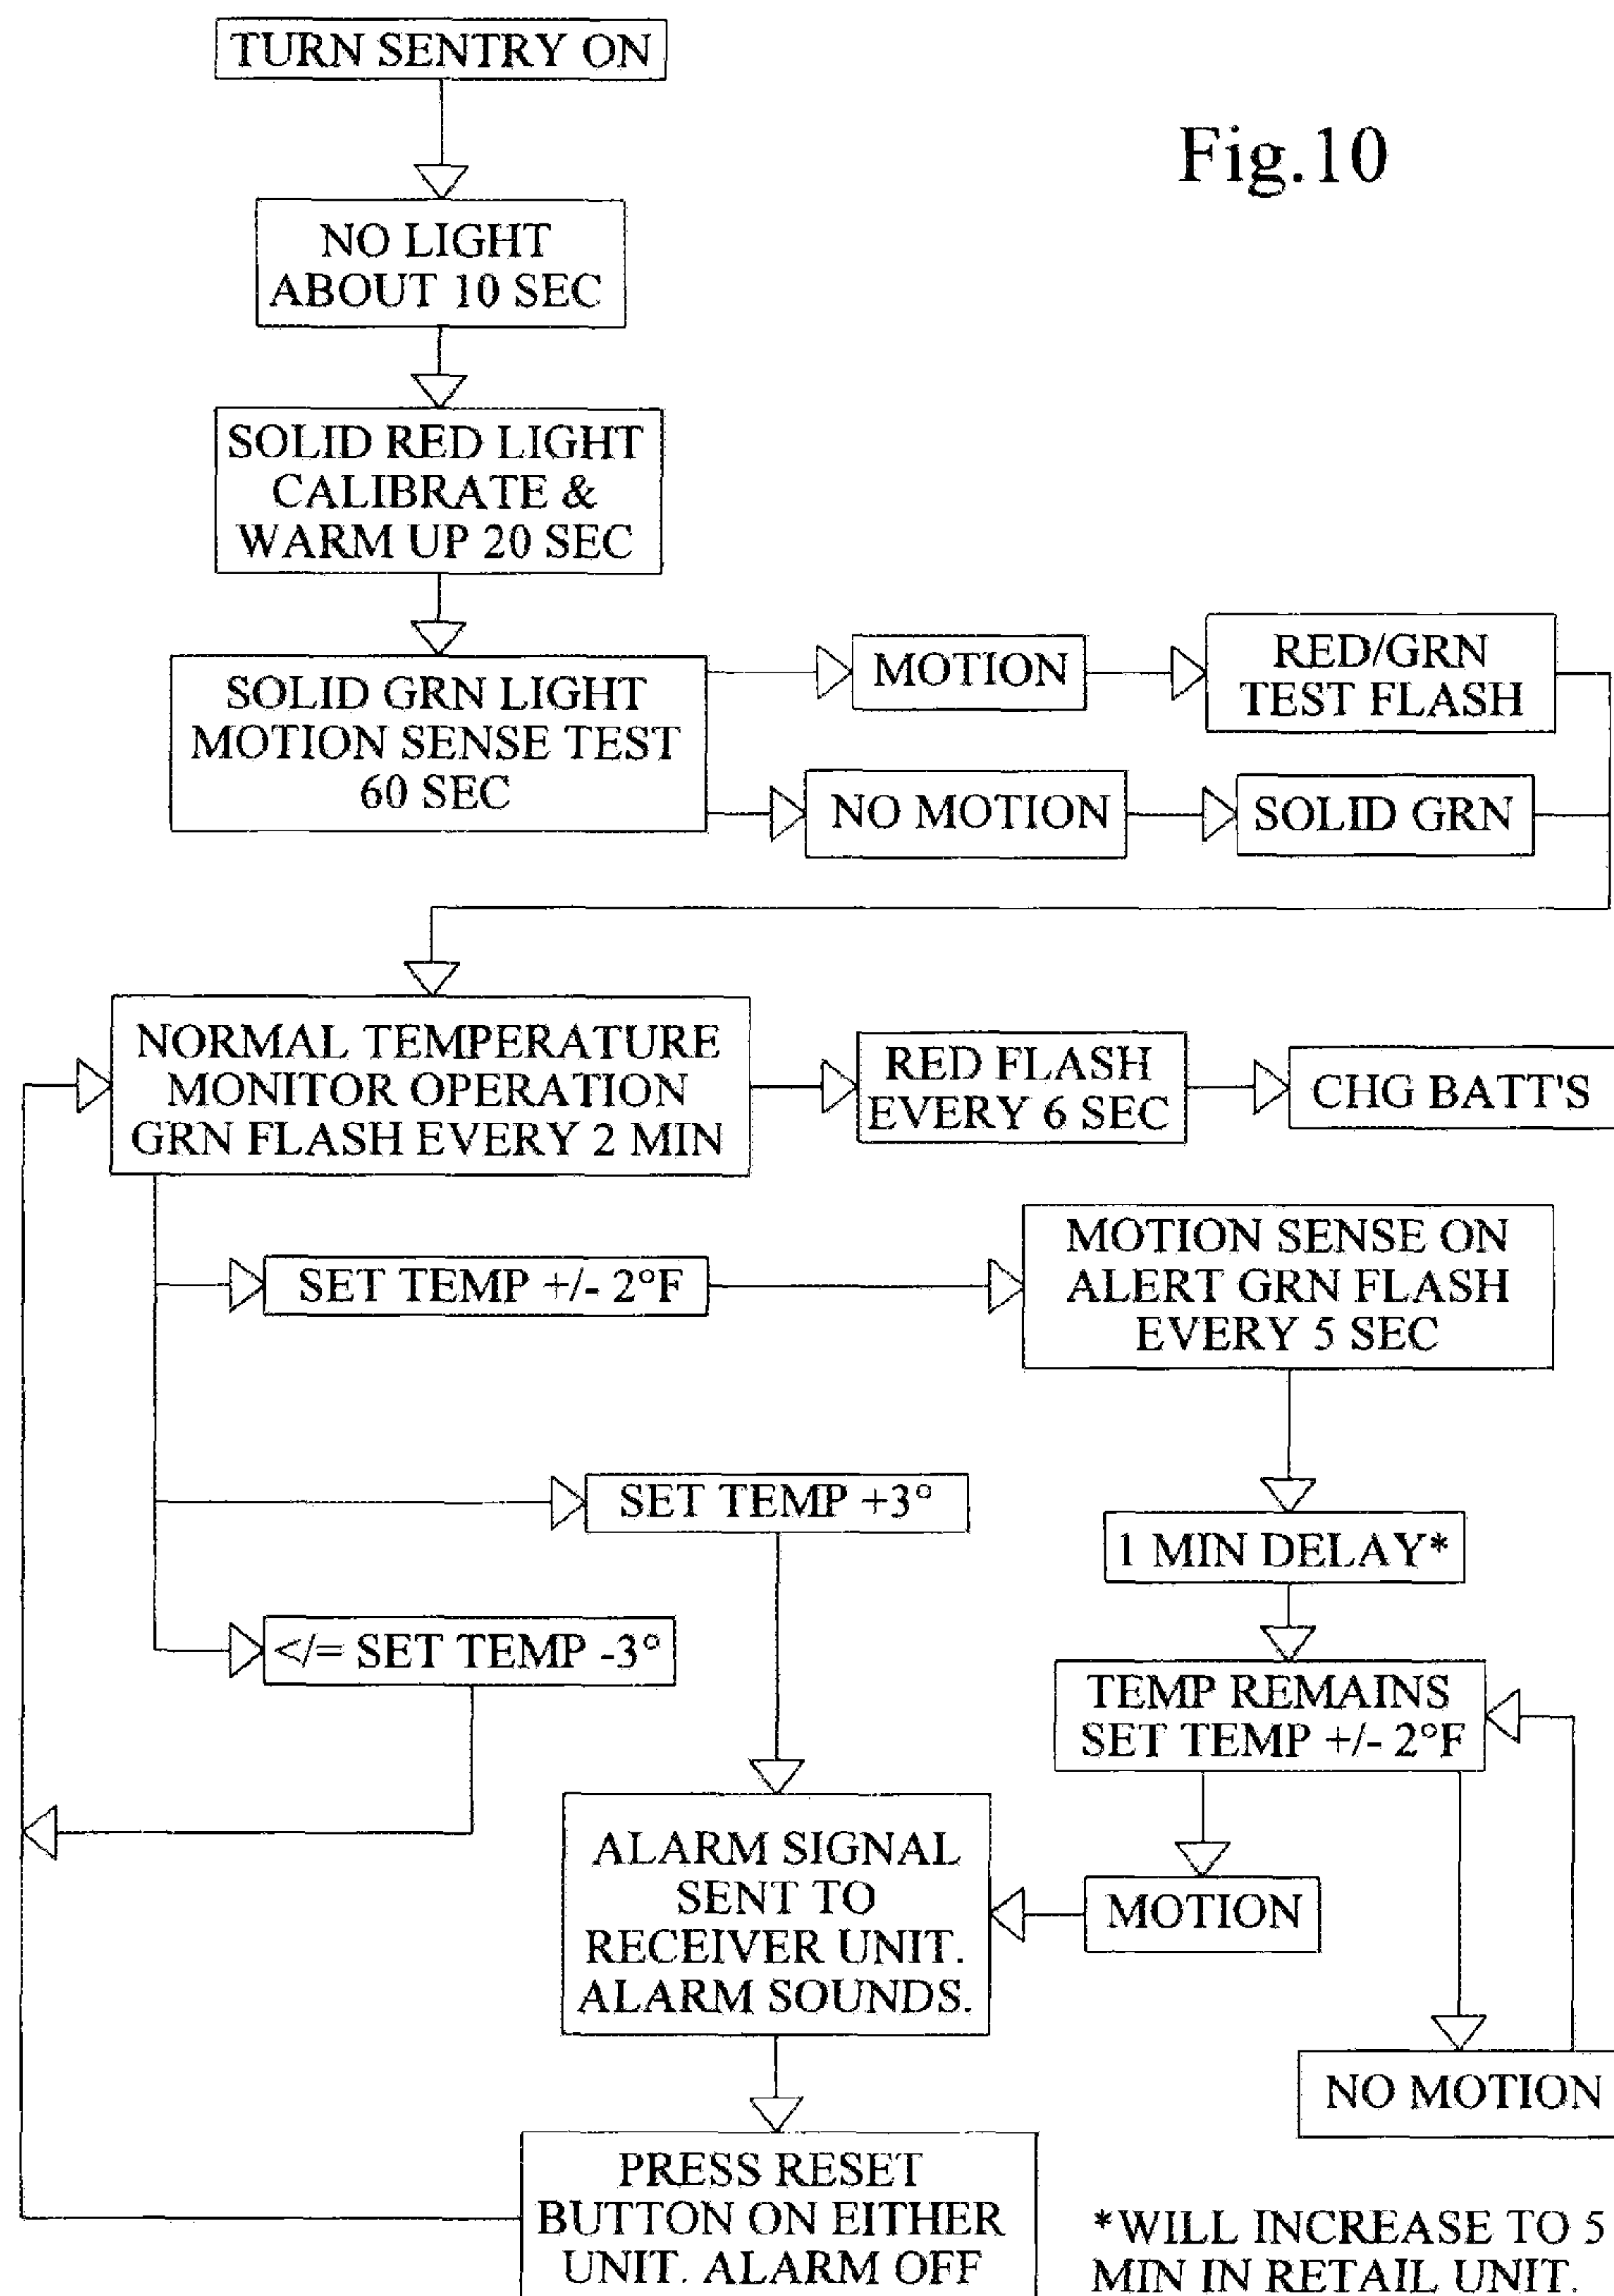 TURN SENTRY ON
Fig.10
NO LIGHT
ABOUT 10 SEC
SOLID RED LIGHT
CALIBRATE &
WARM UP 20 SEC
SOLID GRN LIGHT
MOTION SENSE TEST
60 SEC
MOTION
RED/GRN
TEST FLASH
NO MOTION
SOLID GRN
NORMAL TEMPERATURE
MONITOR OPERATION
GRN FLASH EVERY 2 MIN
RED FLASH
EVERY 6 SEC
CHG BATT'S
SET TEMP +/- 2°F
MOTION SENSE ON
ALERT GRN FLASH
EVERY 5 SEC
SET TEMP +3°
1 MIN DELAY*
</= SET TEMP -3°
TEMP REMAINS
SET TEMP +/- 2°F
ALARM SIGNAL
SENT TO
RECEIVER UNIT.
ALARM SOUNDS.
MOTION
NO MOTION
PRESS RESET
BUTTON ON EITHER
UNIT. ALARM OFF
*WILL INCREASE TO 5
MIN IN RETAIL UNIT.